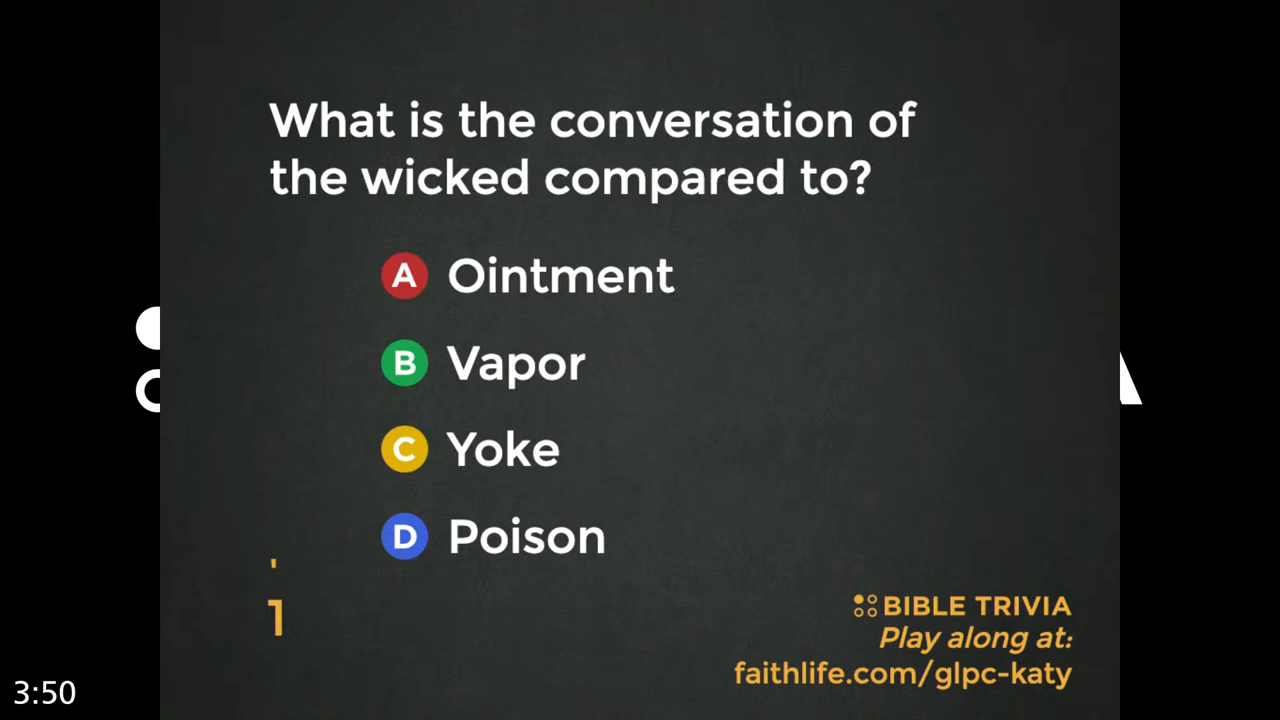 What is the conversation of
the wicked compared to?
A Ointment
B Vapor
C Yoke
D Poison
1
BIBLE TRIVIA
Play along at:
faithlife.com/glpc-katy
3:50